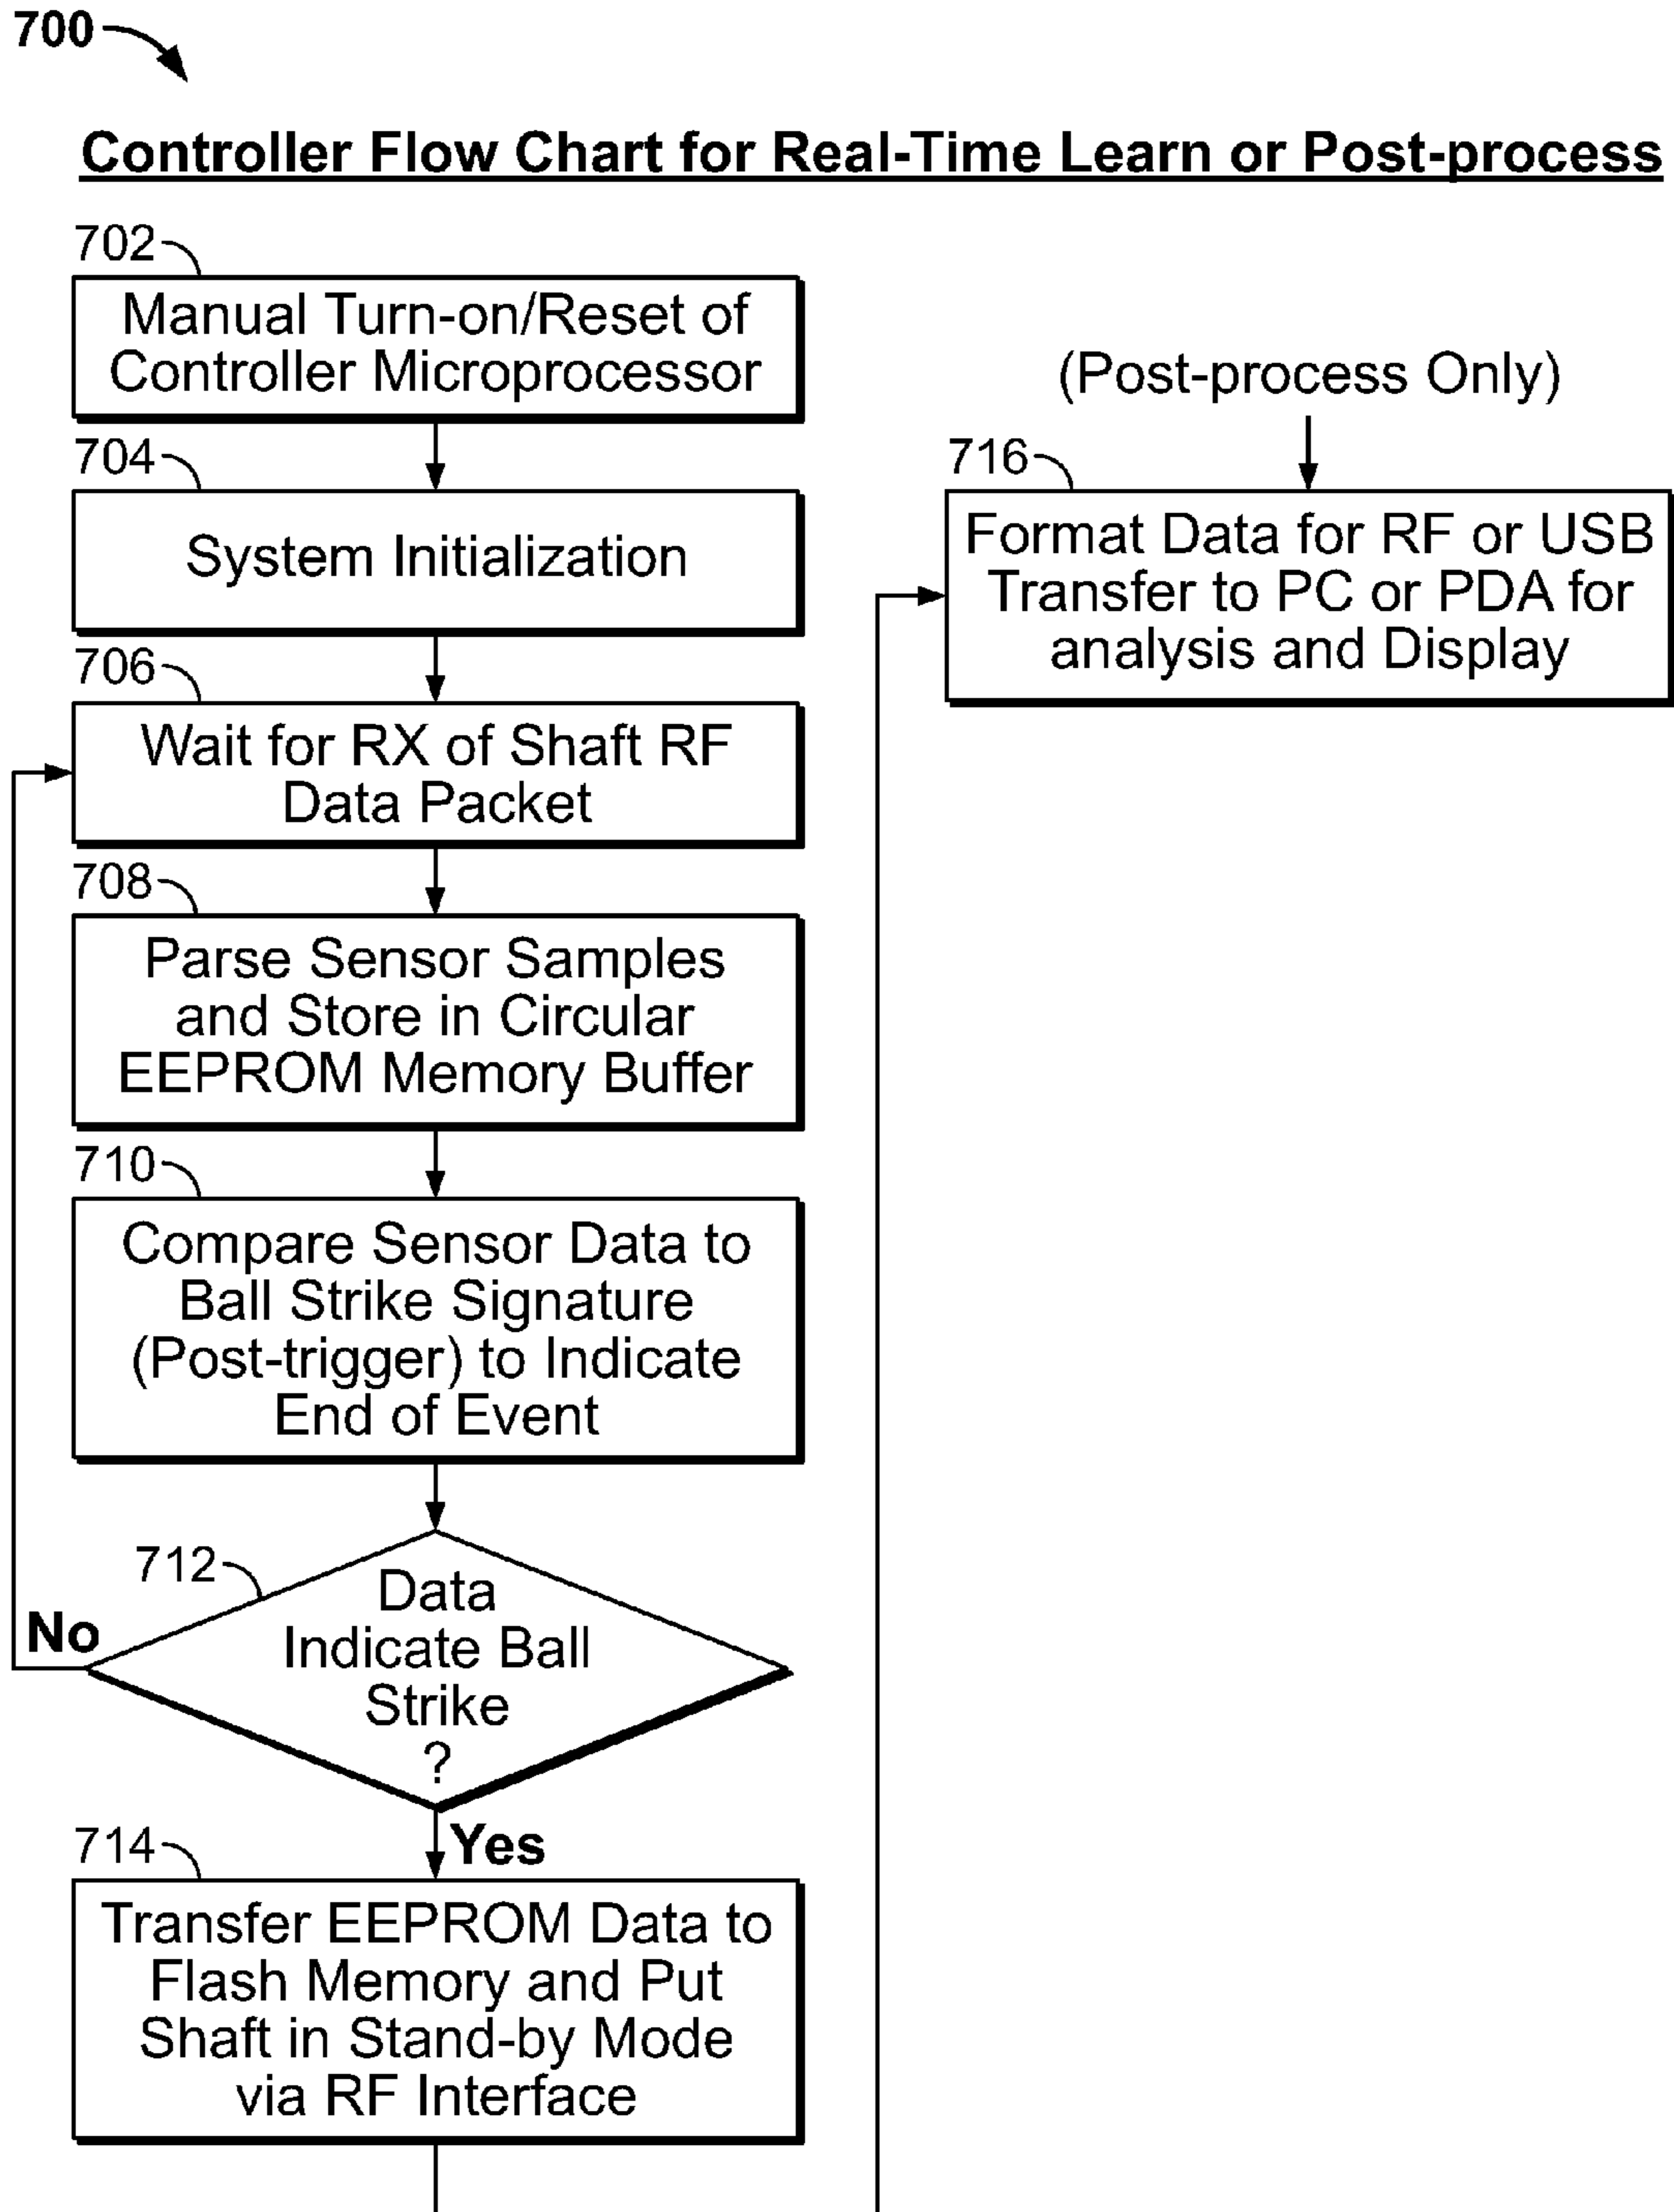 700
Controller Flow Chart for Real-Time Learn or Post-process
702
Manual Turn-on/Reset of
Controller Microprocessor
704
System Initialization
706
Wait for RX of Shaft RF
Data Packet
708
Parse Sensor Samples
and Store in Circular
EEPROM Memory Buffer
710
Compare Sensor Data to
Ball Strike Signature
(Post-trigger) to Indicate
End of Event
712
Data
Indicate Ball
Strike
?
No
Yes
714
Transfer EEPROM Data to
Flash Memory and Put
Shaft in Stand-by Mode
via RF Interface
(Post-process Only)
716
Format Data for RF or USB
Transfer to PC or PDA for
analysis and Display